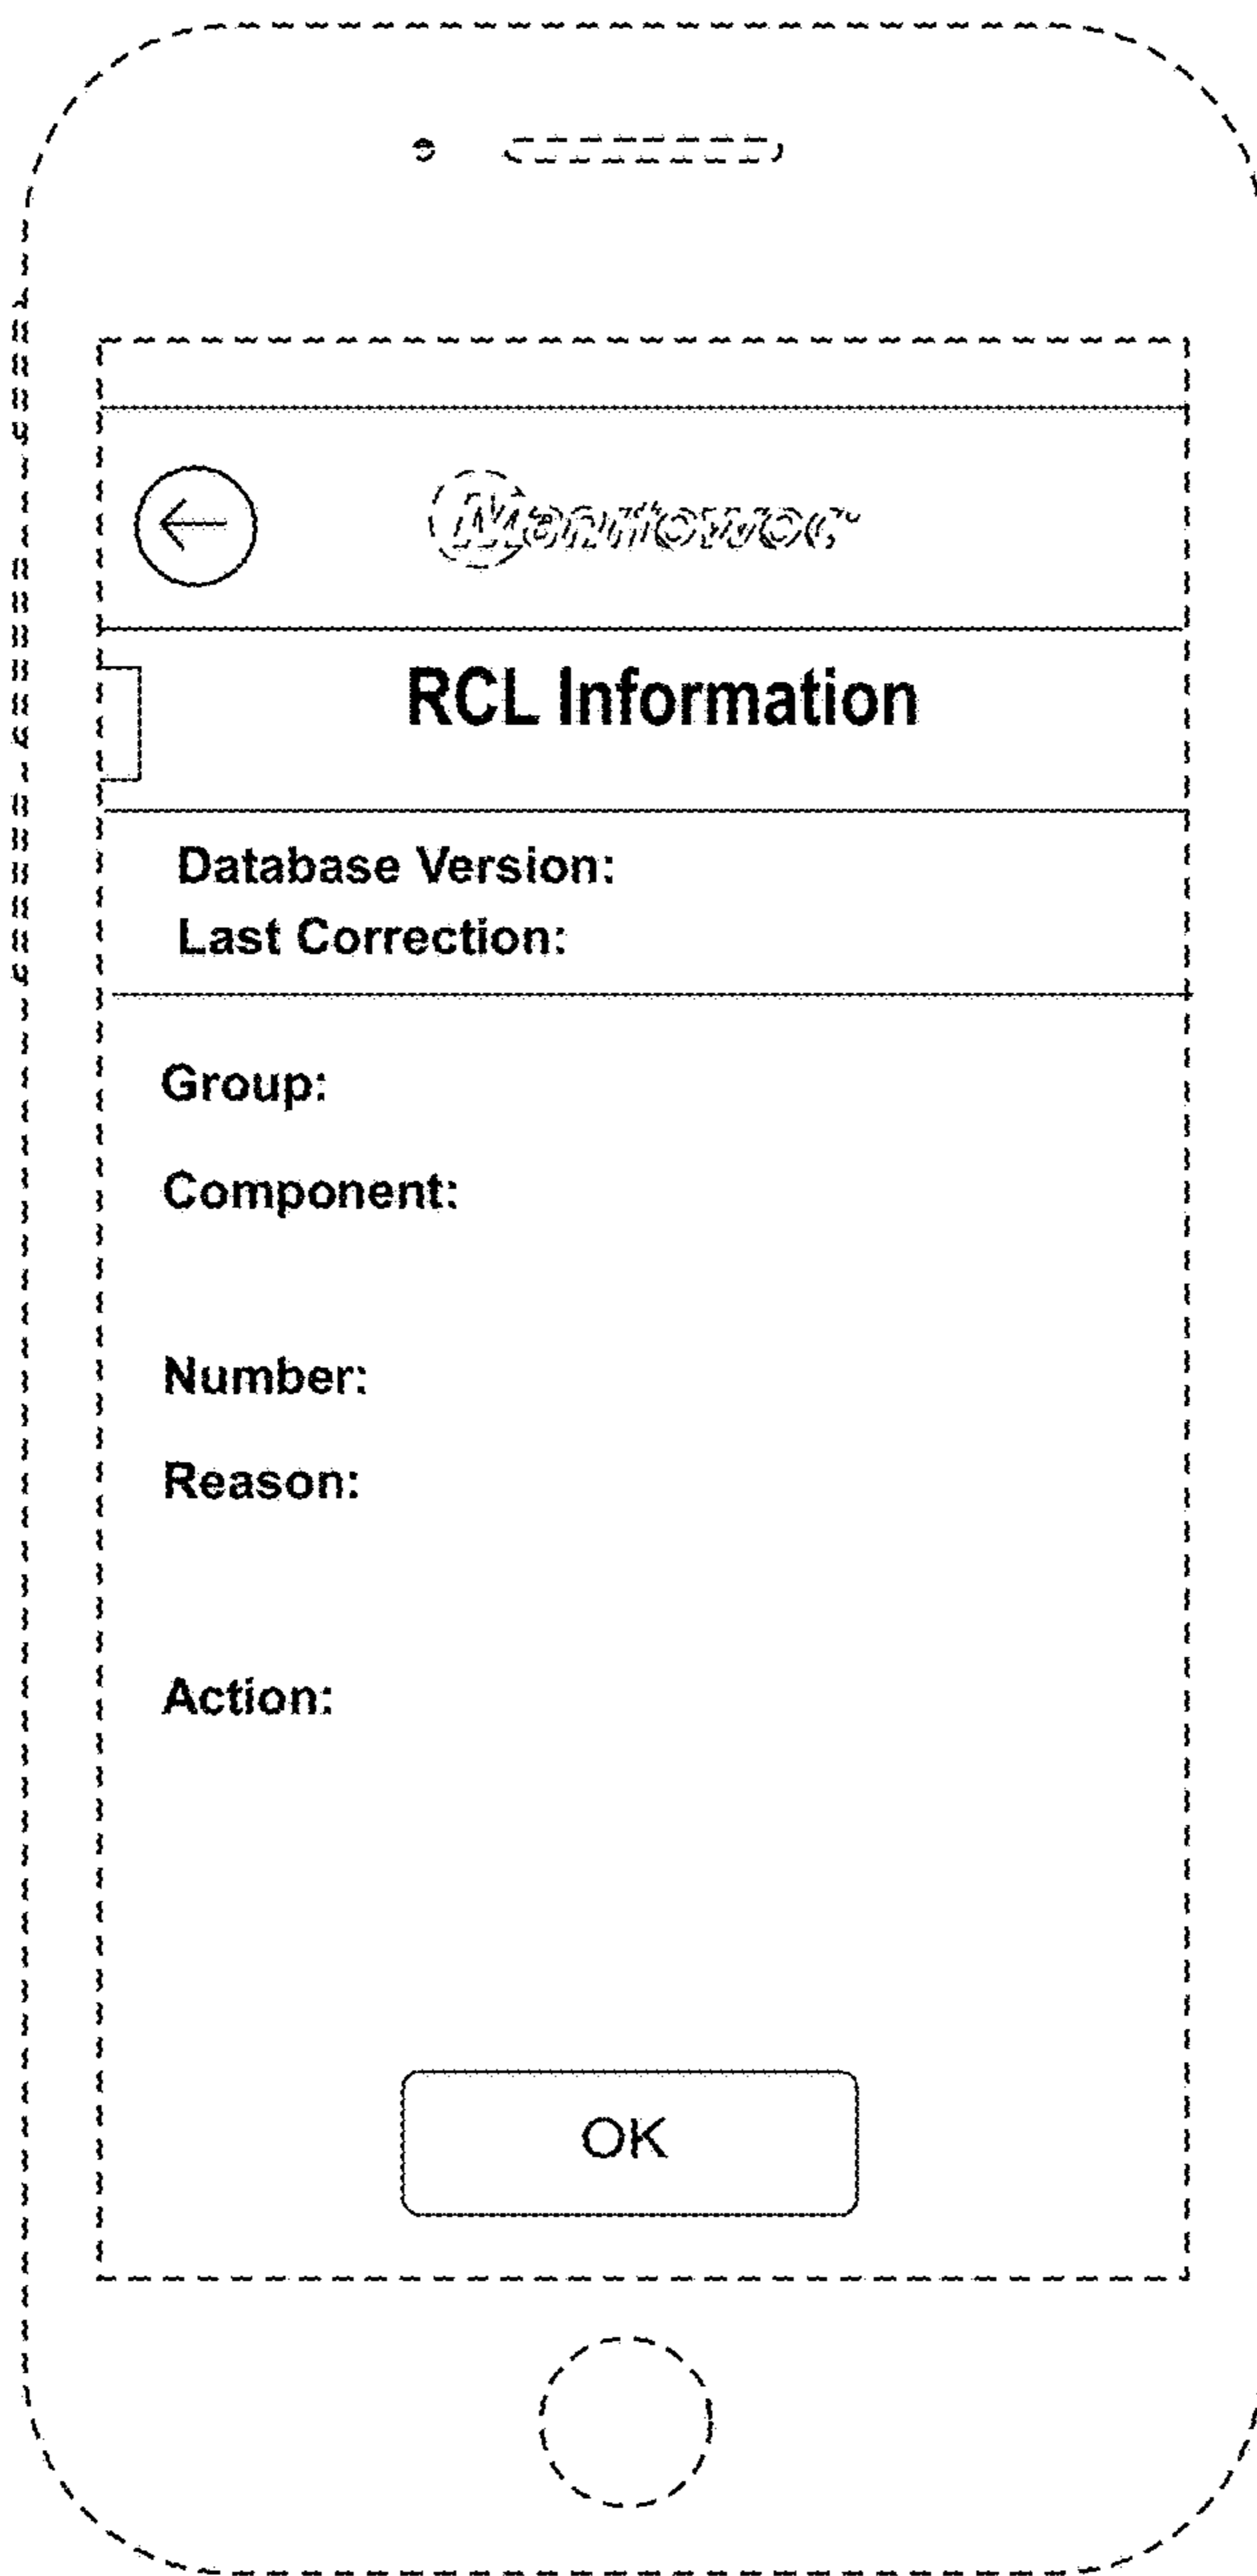 Manitowoc
RCL Information
Database Version:
Last Correction:
Group:
Component:
Number:
Reason:
Action:
OK